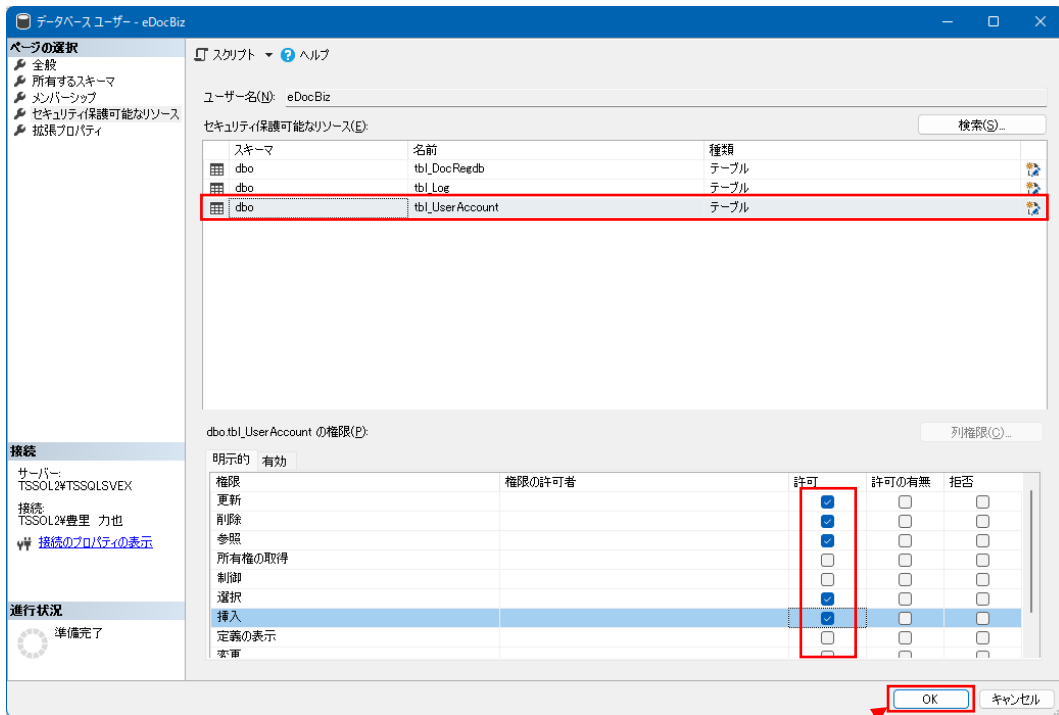 データベース ユーザー - eDocBiz
ページの選択
全般
所有するスキーマ
メンバーシップ
セキュリティ保護可能なリソース
拡張プロパティ
スクリプト
ヘルプ
ユーザー名(N): eDocBiz
セキュリティ保護可能なリソース(E):
検索(S)...
スキーマ 名前 種類
dbo tbl_DocRegdb テーブル
dbo tbl_Log テーブル
dbo tbl_UserAccount テーブル
dbo.tbl_UserAccount の権限(P):
列権限(C)...
明示的 有効
権限 権限の許可者 許可 許可の有無 拒否
更新
削除
参照
所有権の取得
制御
選択
挿入
定義の表示
変更
接続
サーバー:
TSSOL2¥TSSQLSVEX
接続:
TSSOL2¥豊里 力也
接続のプロパティの表示
進行状況
準備完了
OK キャンセル